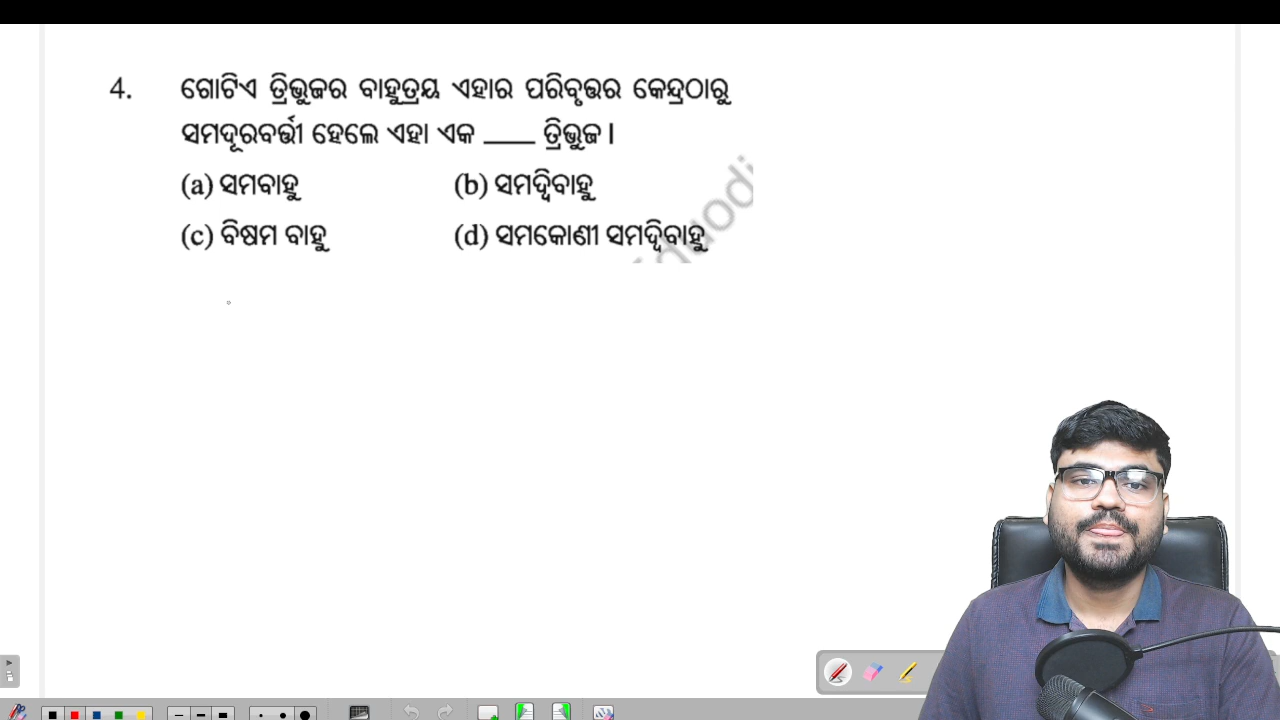 4. ଗୋଟିଏ ତ୍ରିଭୁଜର ବାହୁତ୍ରୟ ଏହାର ପରିବୃତ୍ତର କେନ୍ଦ୍ରଠାରୁ
ସମଦୂରବର୍ତ୍ତୀ ହେଲେ ଏହା ଏକ ____ ତ୍ରିଭୁଜ।
(a) ସମବାହୁ (b) ସମଦ୍ୱିବାହୁ
(c) ବିଷମ ବାହୁ (d) ସମକୋଣୀ ସମଦ୍ୱିବାହୁ